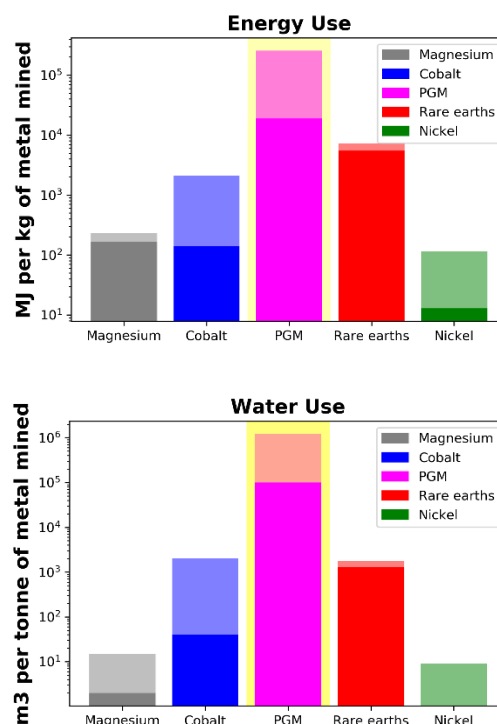 Energy Use
MJ per kg of metal mined
10⁵
10⁴
10³
10²
10¹
Magnesium
Cobalt
PGM
Rare earths
Nickel
Magnesium Cobalt PGM Rare earths Nickel
Water Use
m3 per tonne of metal mined
10⁶
10⁵
10⁴
10³
10²
10¹
Magnesium
Cobalt
PGM
Rare earths
Nickel
Magnesium Cobalt PGM Rare earths Nickel